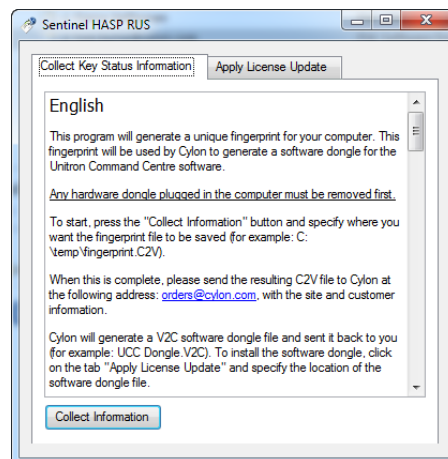 Sentinel HASP RUS
Collect Key Status Information
Apply License Update
English
This program will generate a unique fingerprint for your computer. This
fingerprint will be used by Cylon to generate a software dongle for the
Unitron Command Centre software.
Any hardware dongle plugged in the computer must be removed first.
To start, press the "Collect Information" button and specify where you
want the fingerprint file to be saved (for example: C:
\temp\fingerprint.C2V).
When this is complete, please send the resulting C2V file to Cylon at
the following address: orders@cylon.com, with the site and customer
information.
Cylon will generate a V2C software dongle file and sent it back to you
(for example: UCC Dongle.V2C). To install the software dongle, click
on the tab "Apply License Update" and specify the location of the
software dongle file.
Collect Information